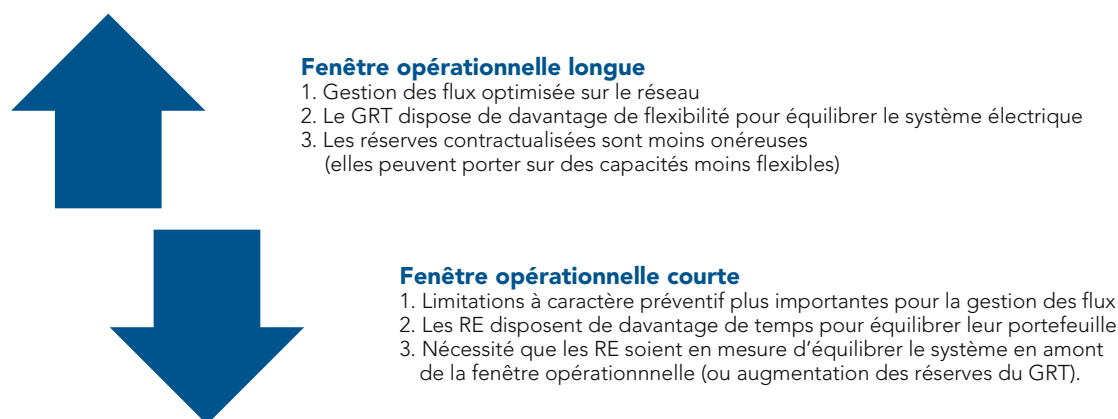 Fenêtre opérationnelle longue
1. Gestion des flux optimisée sur le réseau
2. Le GRT dispose de davantage de flexibilité pour équilibrer le système électrique
3. Les réserves contractualisées sont moins onéreuses
(elles peuvent porter sur des capacités moins flexibles)
Fenêtre opérationnelle courte
1. Limitations à caractère préventif plus importantes pour la gestion des flux
2. Les RE disposent de davantage de temps pour équilibrer leur portefeuille
3. Nécessité que les RE soient en mesure d’équilibrer le système en amont
de la fenêtre opérationnnelle (ou augmentation des réserves du GRT).